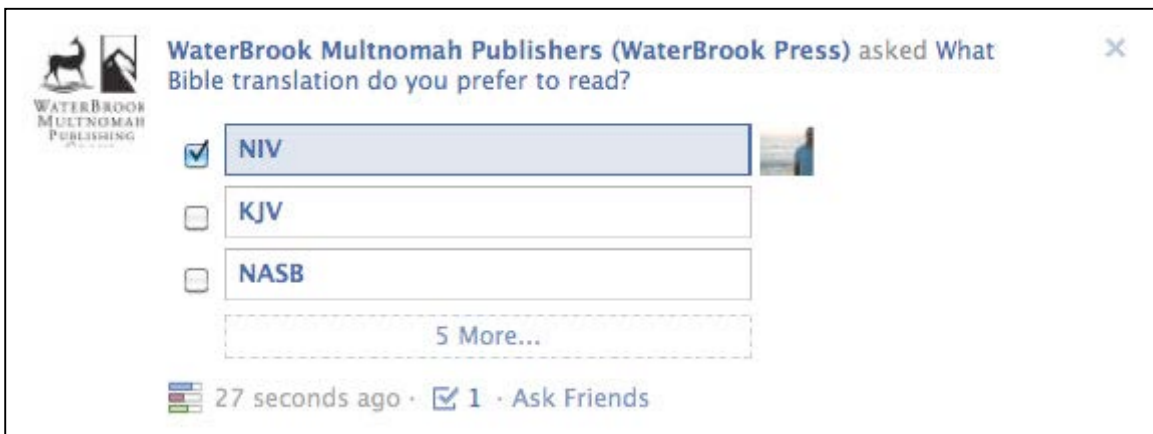 WaterBrook Multnomah Publishers (WaterBrook Press) asked What
Bible translation do you prefer to read?
WATERBROOK
MULTNOMAH
PUBLISHING
NIV
KJV
NASB
5 More...
27 seconds ago · 1 · Ask Friends